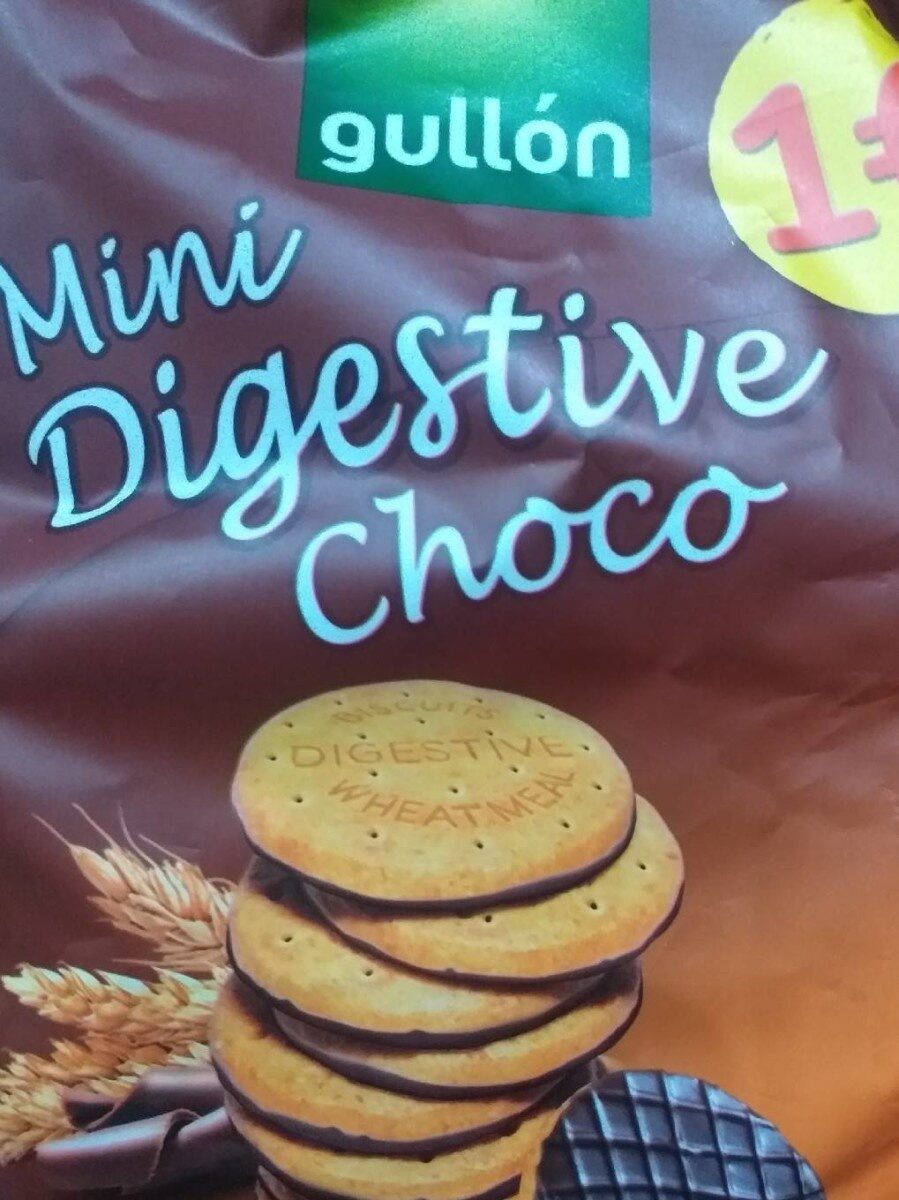 gullón
1€
Mini
Digestive
Choco
BISCUITS
DIGESTIVE
WHEATMEAL